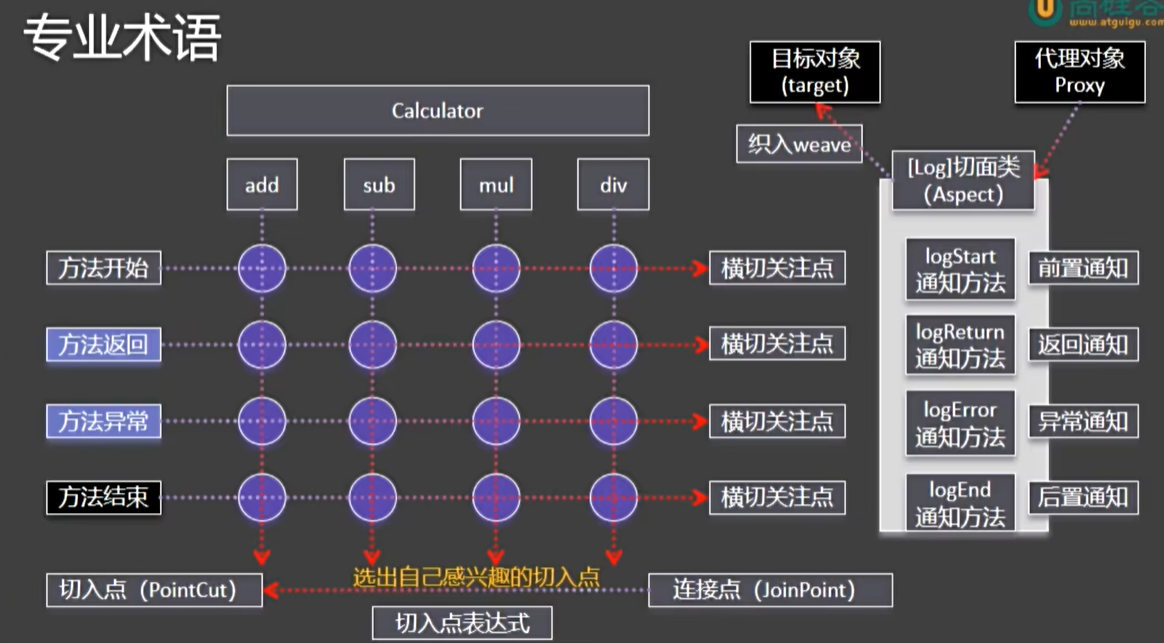 专业术语
尚硅谷
www.atguigu.com
目标对象
(target)
代理对象
Proxy
Calculator
织入weave
[Log]切面类
(Aspect)
add
sub
mul
div
方法开始
横切关注点
logStart
通知方法
前置通知
方法返回
横切关注点
logReturn
通知方法
返回通知
方法异常
横切关注点
logError
通知方法
异常通知
方法结束
横切关注点
logEnd
通知方法
后置通知
选出自己感兴趣的切入点
切入点（PointCut）
连接点（JoinPoint）
切入点表达式